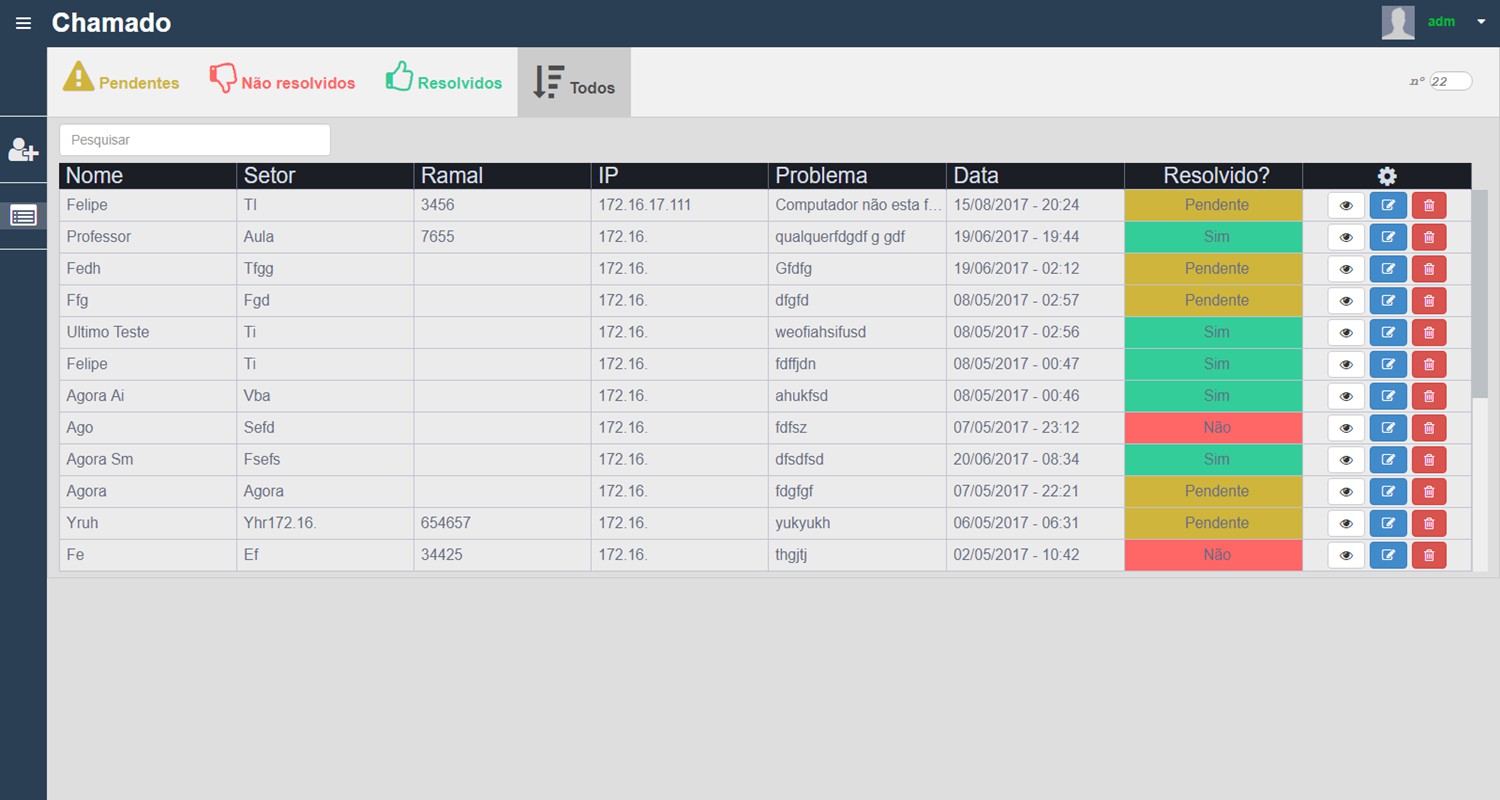 Chamado
adm
Pendentes Não resolvidos Resolvidos Todos nº 22
Pesquisar
Nome Setor Ramal IP Problema Data Resolvido?
Felipe TI 3456 172.16.17.111 Computador não esta f... 15/08/2017 - 20:24 Pendente
Professor Aula 7655 172.16. qualquerfdgdf g gdf 19/06/2017 - 19:44 Sim
Fedh Tfgg 172.16. Gfdfg 19/06/2017 - 02:12 Pendente
Ffg Fgd 172.16. dfgfd 08/05/2017 - 02:57 Pendente
Ultimo Teste Ti 172.16. weofiahsifusd 08/05/2017 - 02:56 Sim
Felipe Ti 172.16. fdffjdn 08/05/2017 - 00:47 Sim
Agora Ai Vba 172.16. ahukfsd 08/05/2017 - 00:46 Sim
Ago Sefd 172.16. fdfsz 07/05/2017 - 23:12 Não
Agora Sm Fsefs 172.16. dfsdfsd 20/06/2017 - 08:34 Sim
Agora Agora 172.16. fdgfgf 07/05/2017 - 22:21 Pendente
Yruh Yhr172.16. 654657 172.16. yukyukh 06/05/2017 - 06:31 Pendente
Fe Ef 34425 172.16. thgjtj 02/05/2017 - 10:42 Não